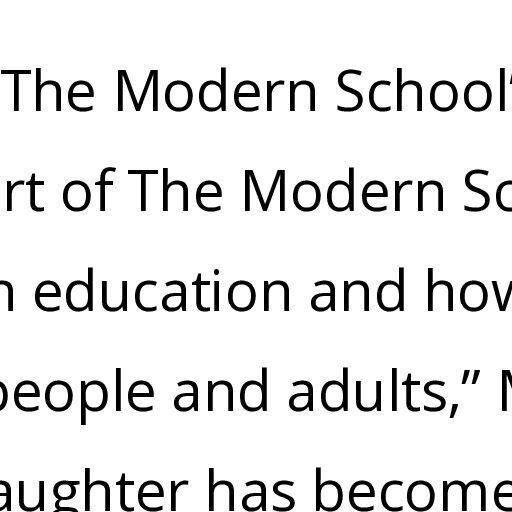 The Modern School’
rt of The Modern Sc
n education and how
people and adults,” M
aughter has become